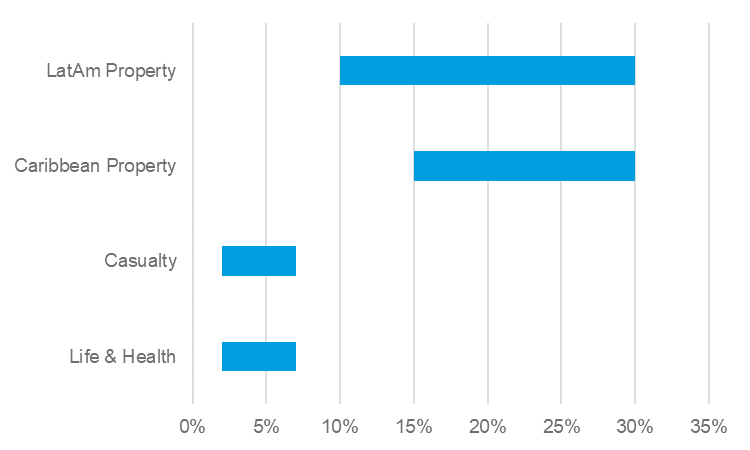 LatAm Property
Caribbean Property
Casualty
Life & Health
0% 5% 10% 15% 20% 25% 30% 35%